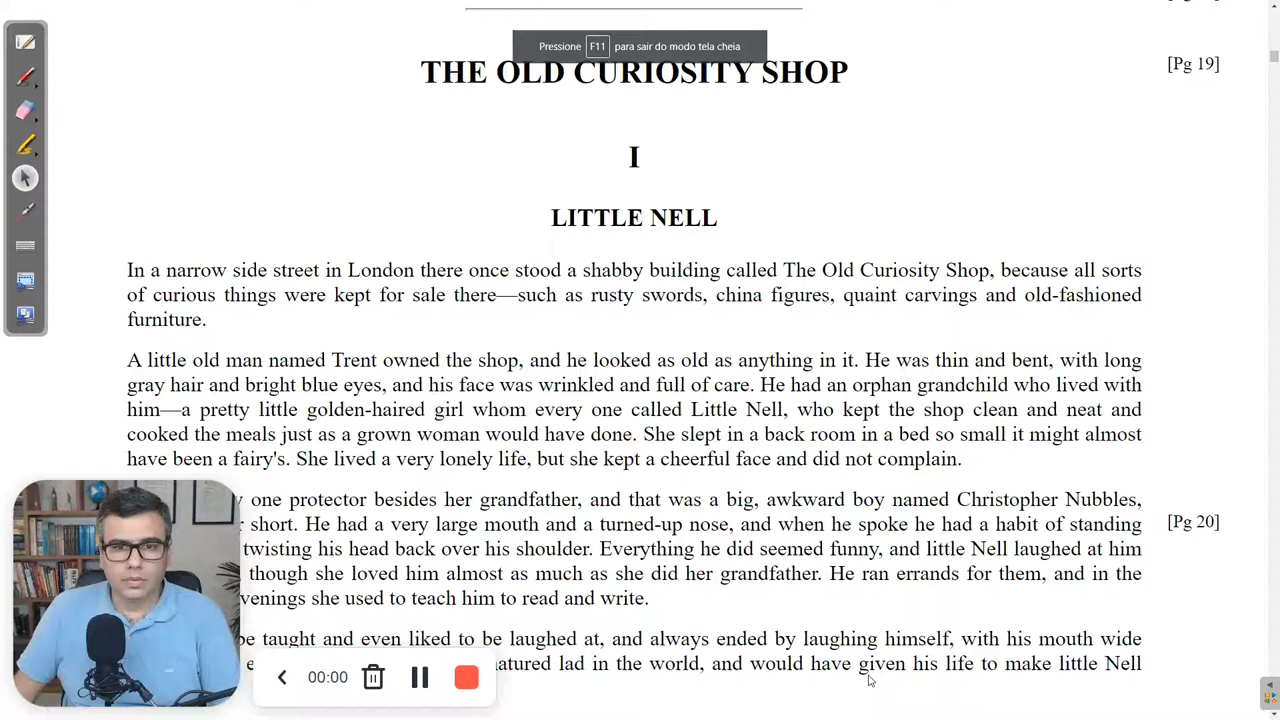 Pressione F11 para sair do modo tela cheia
THE OLD CURIOSITY SHOP
[Pg 19]
I
LITTLE NELL
In a narrow side street in London there once stood a shabby building called The Old Curiosity Shop, because all sorts
of curious things were kept for sale there—such as rusty swords, china figures, quaint carvings and old-fashioned
furniture.
A little old man named Trent owned the shop, and he looked as old as anything in it. He was thin and bent, with long
gray hair and bright blue eyes, and his face was wrinkled and full of care. He had an orphan grandchild who lived with
him—a pretty little golden-haired girl whom every one called Little Nell, who kept the shop clean and neat and
cooked the meals just as a grown woman would have done. She slept in a back room in a bed so small it might almost
have been a fairy's. She lived a very lonely life, but she kept a cheerful face and did not complain.
one protector besides her grandfather, and that was a big, awkward boy named Christopher Nubbles,
short. He had a very large mouth and a turned-up nose, and when he spoke he had a habit of standing
[Pg 20]
twisting his head back over his shoulder. Everything he did seemed funny, and little Nell laughed at him
though she loved him almost as much as she did her grandfather. He ran errands for them, and in the
venings she used to teach him to read and write.
be taught and even liked to be laughed at, and always ended by laughing himself, with his mouth wide
natured lad in the world, and would have given his life to make little Nell
00:00